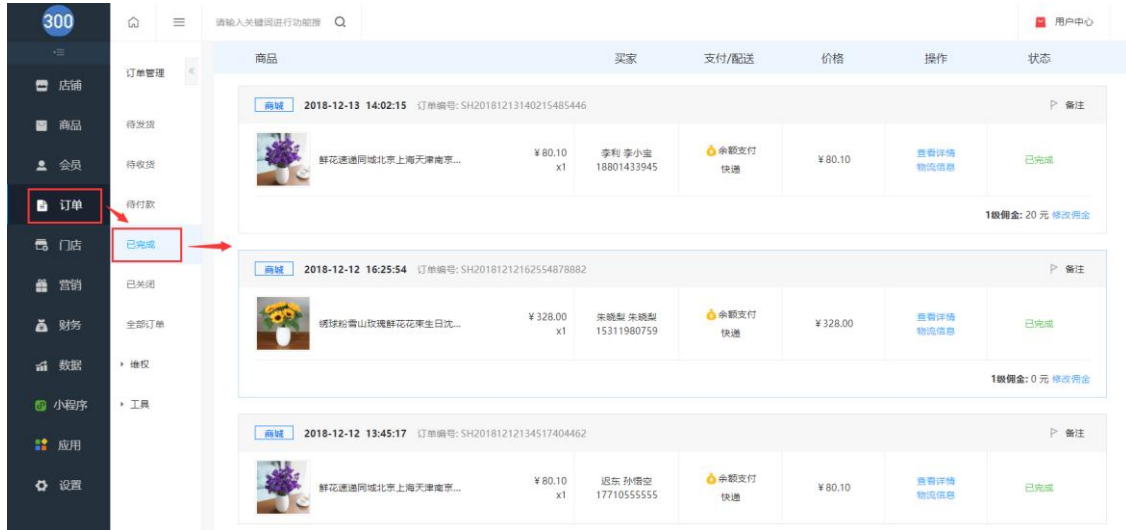 300
请输入关键词进行功能搜
用户中心
店铺
商品
会员
订单
门店
营销
财务
数据
小程序
应用
设置
订单管理
待发货
待收货
待付款
已完成
已关闭
全部订单
维权
工具
商品 买家 支付/配送 价格 操作 状态
商城 2018-12-13 14:02:15 订单编号: SH20181213140215485446 备注
鲜花速递同城北京上海天津南京... ¥80.10 李利 李小宝 余额支付 ¥80.10 查看详情 已完成
x1 18801433945 快递 物流信息
1级佣金: 20 元 修改佣金
商城 2018-12-12 16:25:54 订单编号: SH20181212162554878882 备注
绣球粉雪山玫瑰鲜花花束生日沈... ¥328.00 朱晓梨 朱晓梨 余额支付 ¥328.00 查看详情 已完成
x1 15311980759 快递 物流信息
1级佣金: 0 元 修改佣金
商城 2018-12-12 13:45:17 订单编号: SH20181212134517404462 备注
鲜花速递同城北京上海天津南京... ¥80.10 迟东 孙悟空 余额支付 ¥80.10 查看详情 已完成
x1 17710555555 快递 物流信息